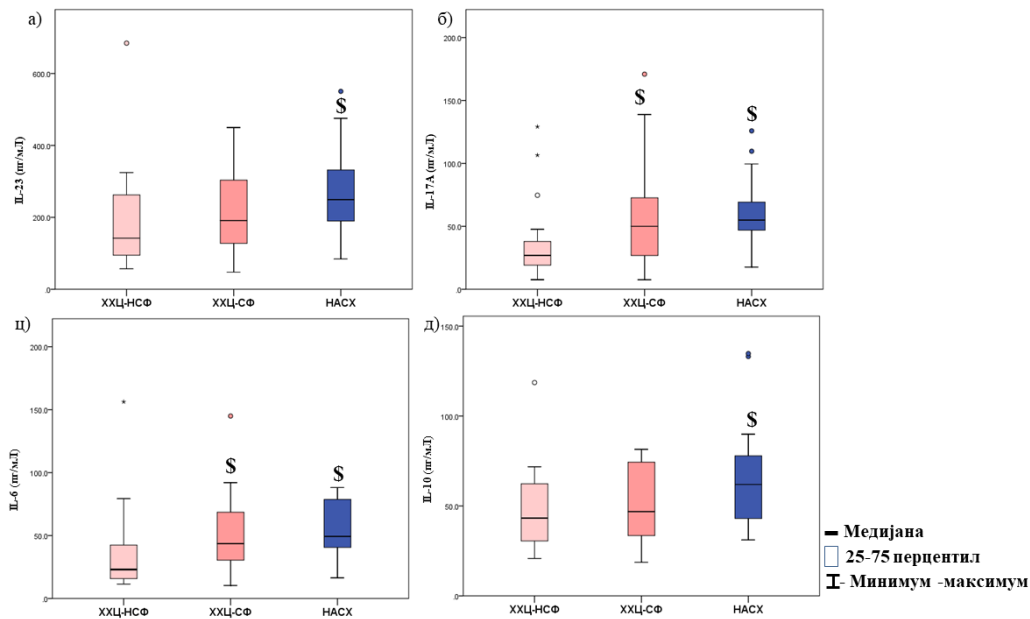 а)
IL-23 (пг/мЛ)
600.0
400.0
200.0
.0
ХХЦ-НСФ ХХЦ-СФ НАСХ
$
б)
IL-17A (пг/мЛ)
200.0
150.0
100.0
50.0
.0
ХХЦ-НСФ ХХЦ-СФ НАСХ
$ $
ц)
IL-6 (пг/мЛ)
200.0
150.0
100.0
50.0
.0
ХХЦ-НСФ ХХЦ-СФ НАСХ
$ $
д)
IL-10 (пг/мЛ)
150.0
100.0
50.0
.0
ХХЦ-НСФ ХХЦ-СФ НАСХ
$
Медијана
25-75 перцентил
Минимум -максимум